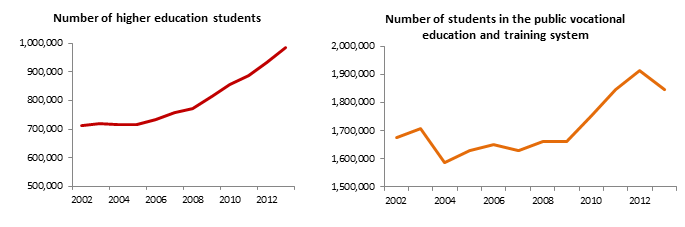 Number of higher education students
1,000,000
900,000
800,000
700,000
600,000
500,000
2002 2004 2006 2008 2010 2012
Number of students in the public vocational
education and training system
2,000,000
1,900,000
1,800,000
1,700,000
1,600,000
1,500,000
2002 2004 2006 2008 2010 2012